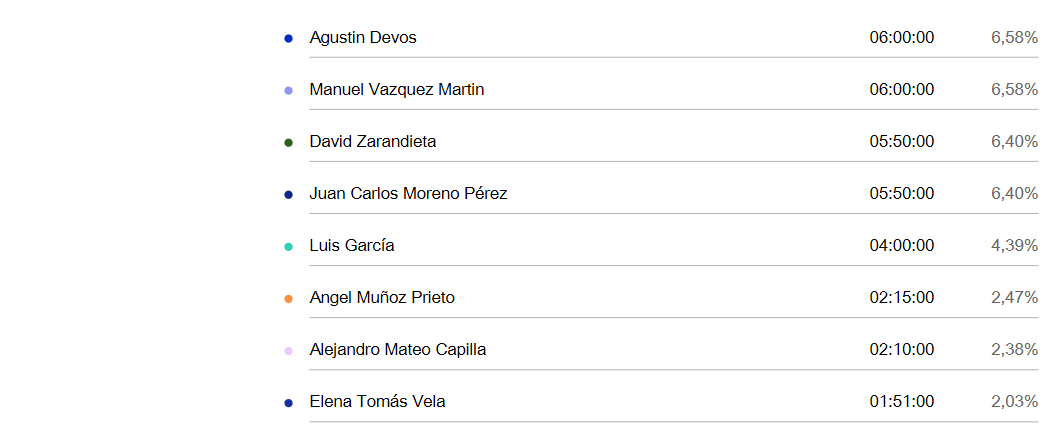 Agustin Devos 06:00:00 6,58%
Manuel Vazquez Martin 06:00:00 6,58%
David Zarandieta 05:50:00 6,40%
Juan Carlos Moreno Pérez 05:50:00 6,40%
Luis García 04:00:00 4,39%
Angel Muñoz Prieto 02:15:00 2,47%
Alejandro Mateo Capilla 02:10:00 2,38%
Elena Tomás Vela 01:51:00 2,03%